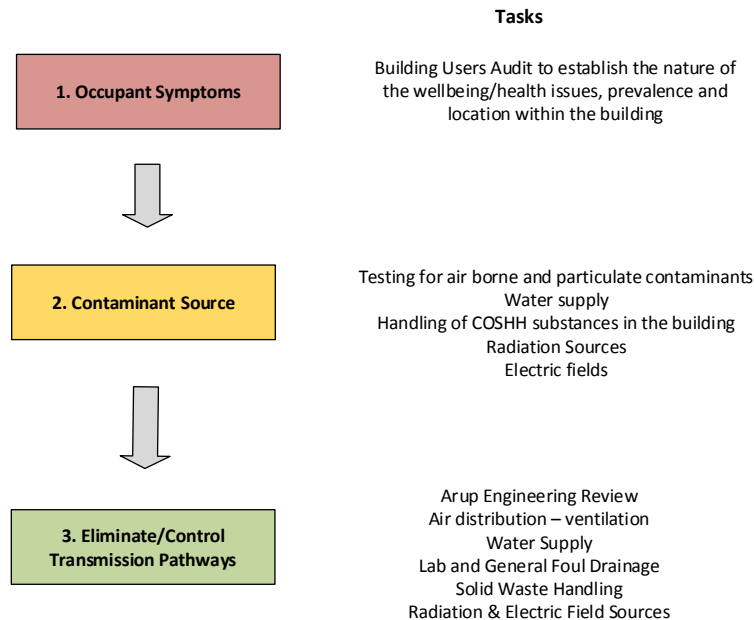 Tasks
1. Occupant Symptoms
Building Users Audit to establish the nature of
the wellbeing/health issues, prevalence and
location within the building
2. Contaminant Source
Testing for air borne and particulate contaminants
Water supply
Handling of COSHH substances in the building
Radiation Sources
Electric fields
3. Eliminate/Control
Transmission Pathways
Arup Engineering Review
Air distribution – ventilation
Water Supply
Lab and General Foul Drainage
Solid Waste Handling
Radiation & Electric Field Sources